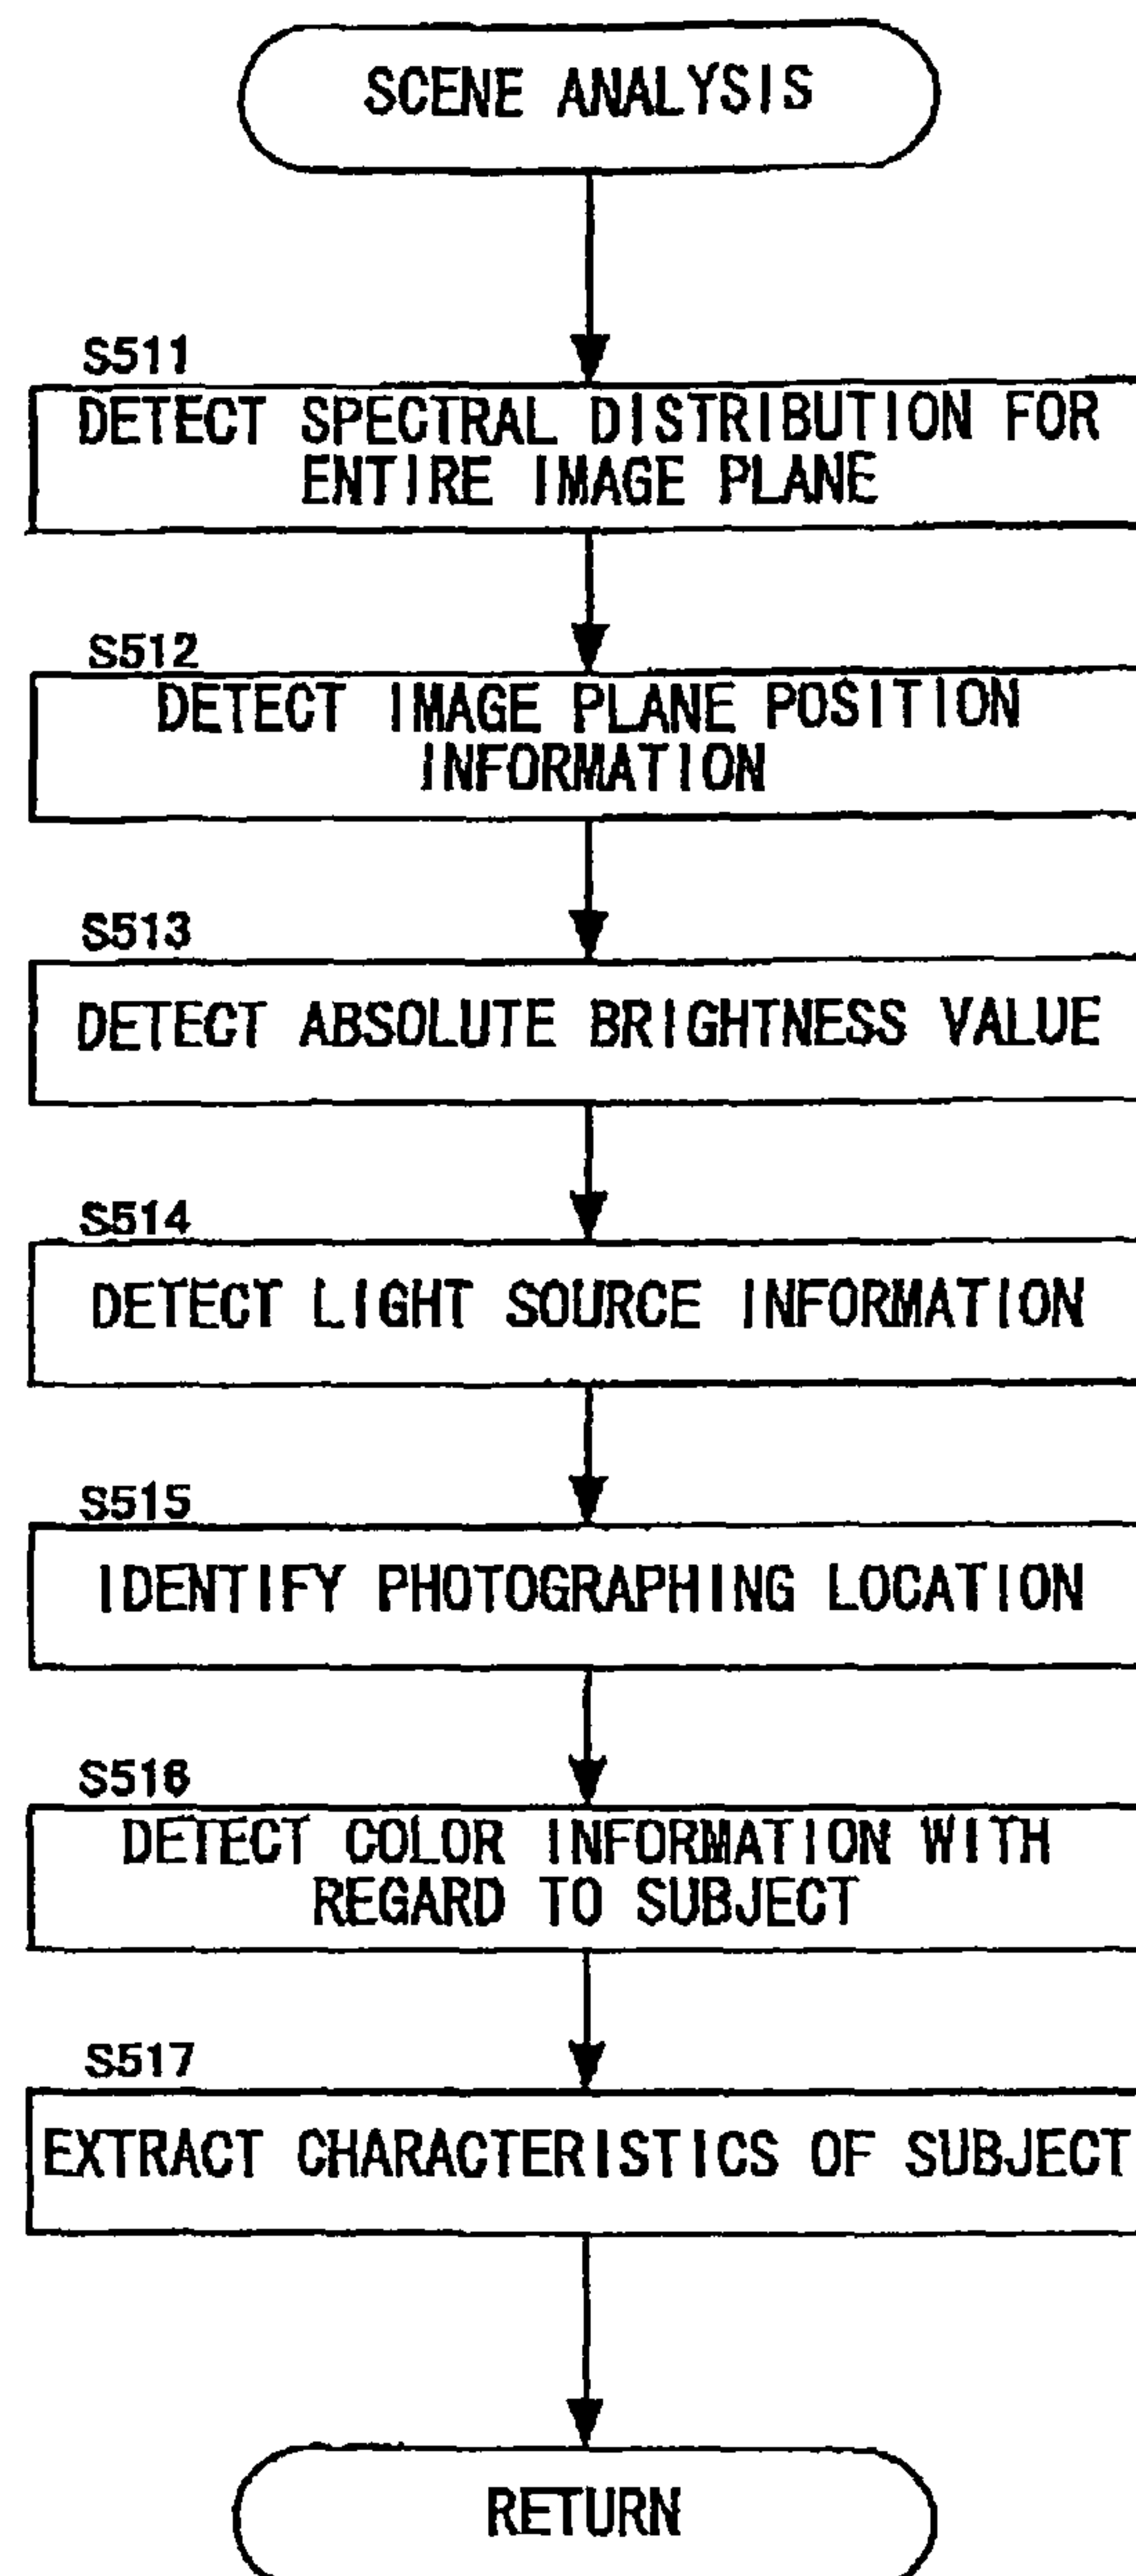 SCENE ANALYSIS
S511
DETECT SPECTRAL DISTRIBUTION FOR
ENTIRE IMAGE PLANE
S512
DETECT IMAGE PLANE POSITION
INFORMATION
S513
DETECT ABSOLUTE BRIGHTNESS VALUE
S514
DETECT LIGHT SOURCE INFORMATION
S515
IDENTIFY PHOTOGRAPHING LOCATION
S516
DETECT COLOR INFORMATION WITH
REGARD TO SUBJECT
S517
EXTRACT CHARACTERISTICS OF SUBJECT
RETURN